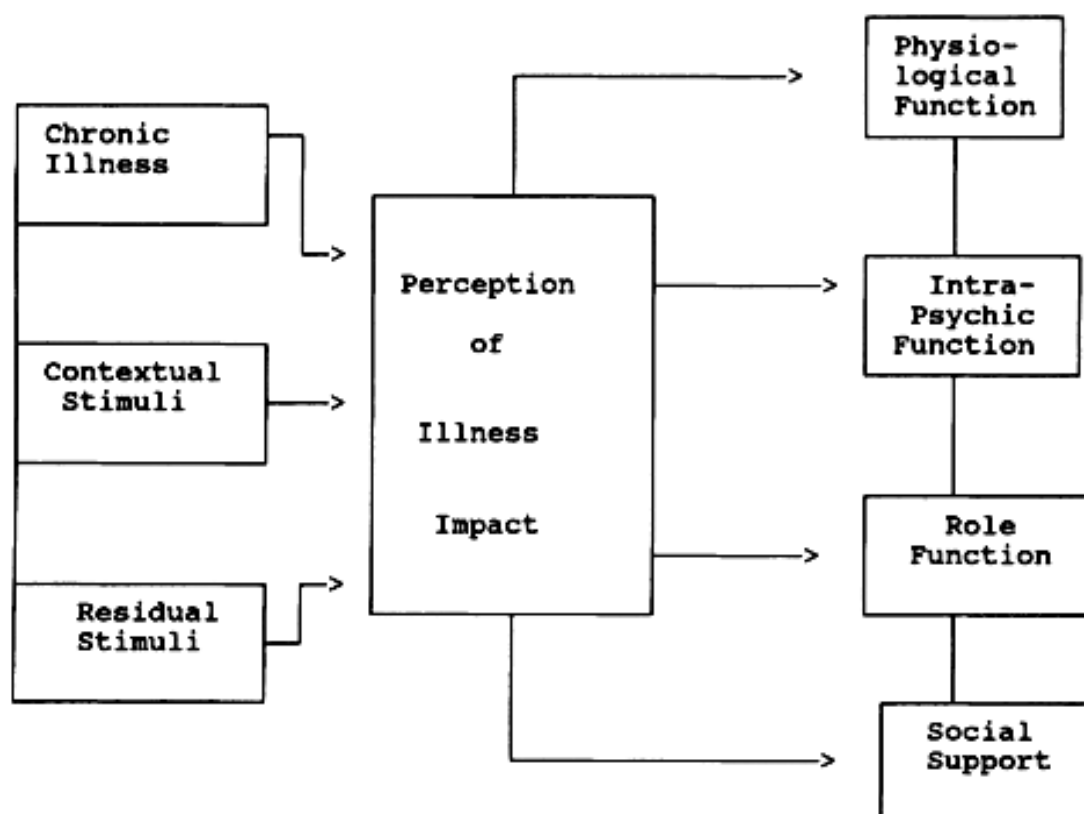 Chronic
Illness
Contextual
Stimuli
Residual
Stimuli
Perception
of
Illness
Impact
Physio-
logical
Function
Intra-
Psychic
Function
Role
Function
Social
Support